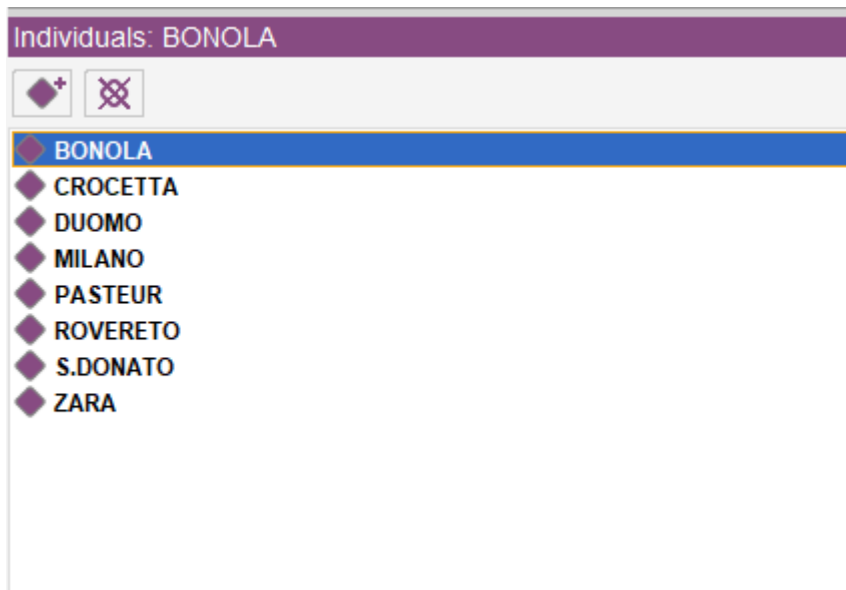 Individuals: BONOLA
BONOLA
CROCETTA
DUOMO
MILANO
PASTEUR
ROVERETO
S.DONATO
ZARA